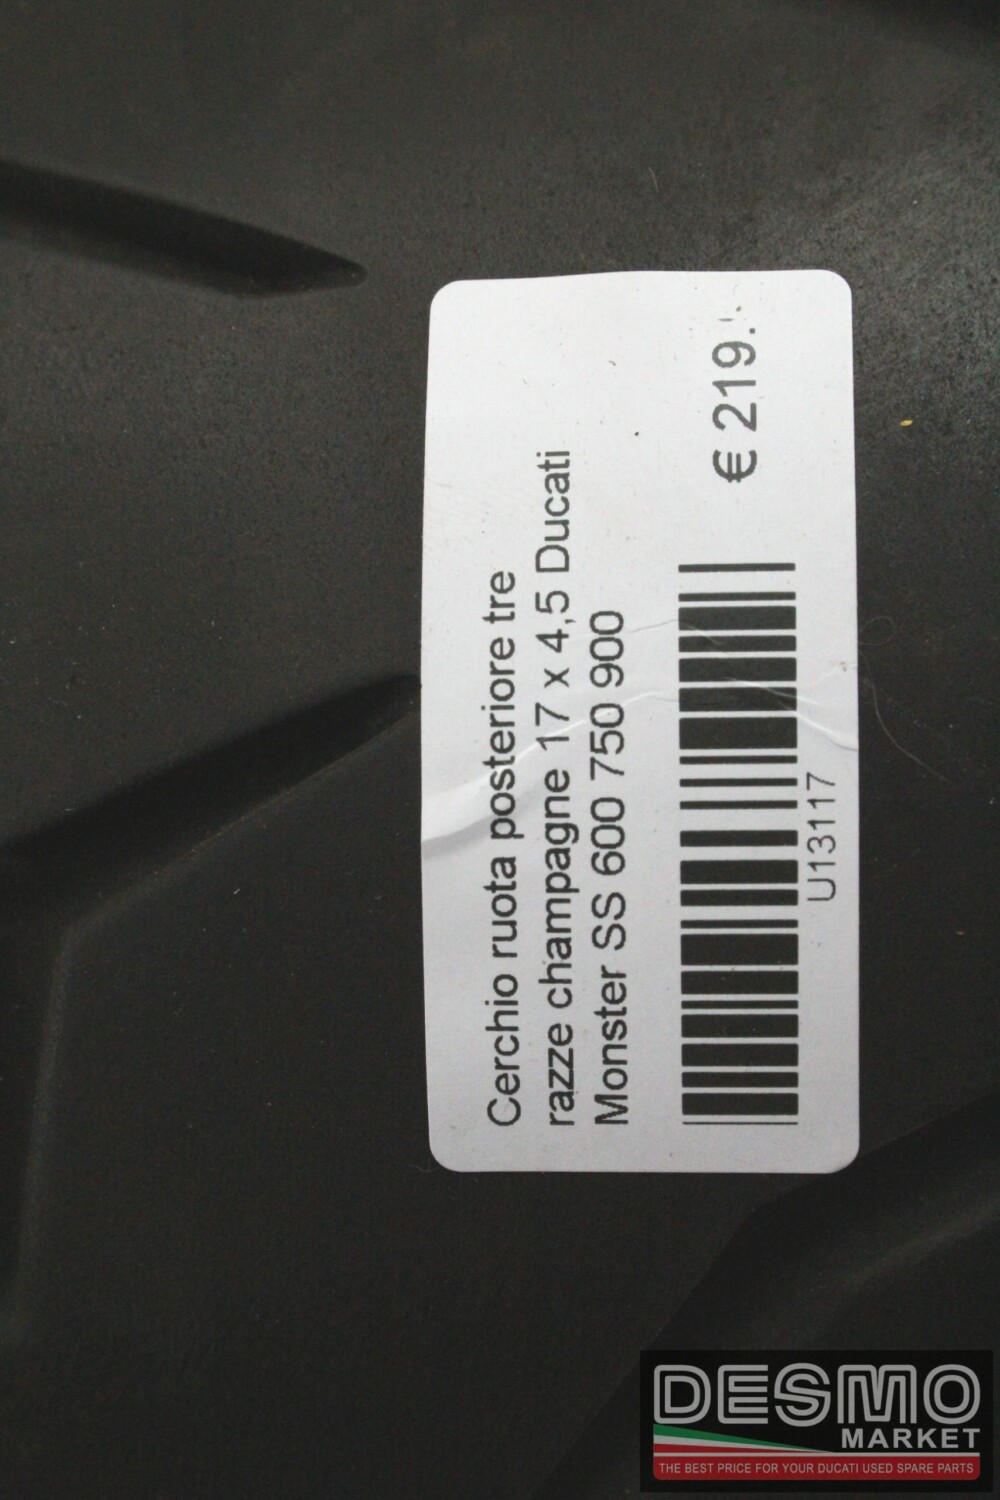 Cerchio ruota posteriore tre
razze champagne 17 x 4,5 Ducati
Monster SS 600 750 900
€ 219.
U13117
DESMO
MARKET
THE BEST PRICE FOR YOUR DUCATI USED SPARE PARTS